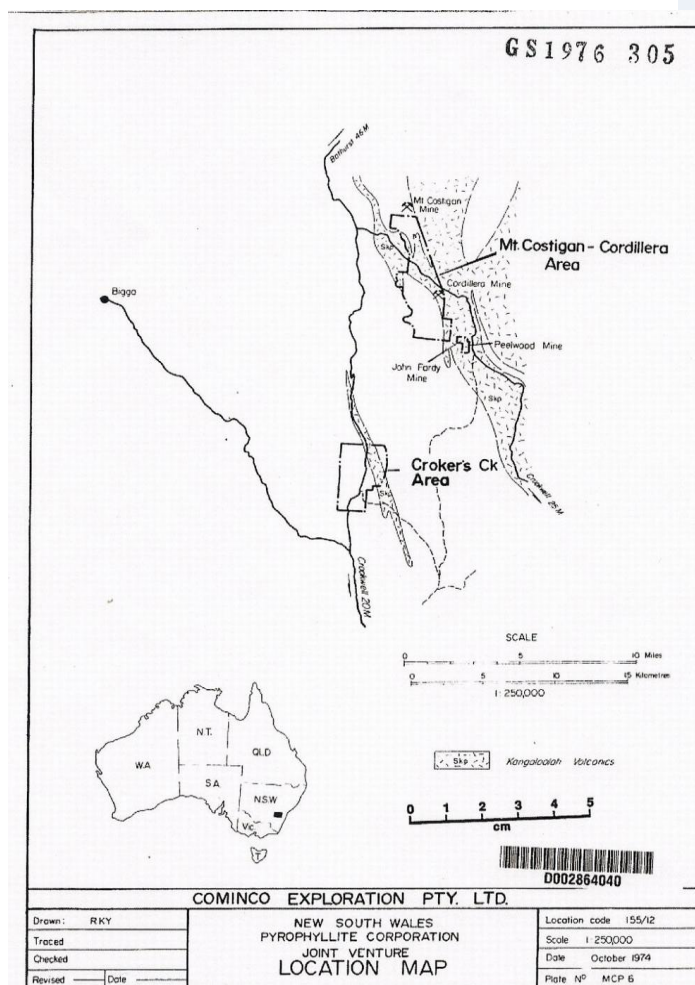 GS1976 305
Bathurst 46M
Mt Costigan
Mine
Skp
Mt. Costigan - Cordillera
Area
Cordillera Mine
Bigga
Peelwood Mine
John Fardy
Mine
Skp
Croker's Ck
Area
Skp
Crookwell 25M
Crookwell 20M
SCALE
0 5 10 Miles
0 5 10 15 Kilometres
1: 250,000
W.A
N.T.
QLD
S.A.
N.S.W
Vic
T
Skp Kangaloolah Volcanics
0 1 2 3 4 5
cm
D002864040
COMINCO EXPLORATION PTY. LTD.
Drawn: RKY
Traced
Checked
Revised Date
NEW SOUTH WALES
PYROPHYLLITE CORPORATION
JOINT VENTURE
LOCATION MAP
Location code 155/12
Scale 1: 250,000
Date October 1974
Plate Nº MCP 6